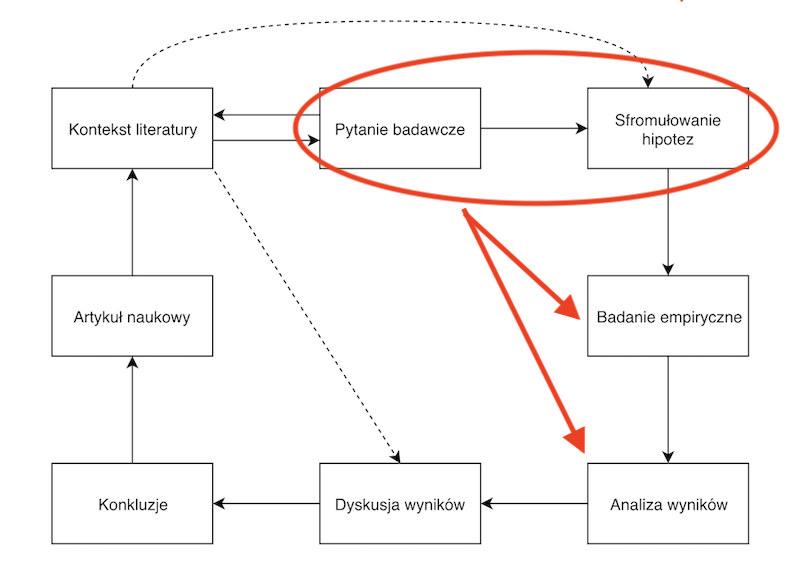 Kontekst literatury
Pytanie badawcze
Sfromułowanie
hipotez
Artykuł naukowy
Badanie empiryczne
Konkluzje
Dyskusja wyników
Analiza wyników